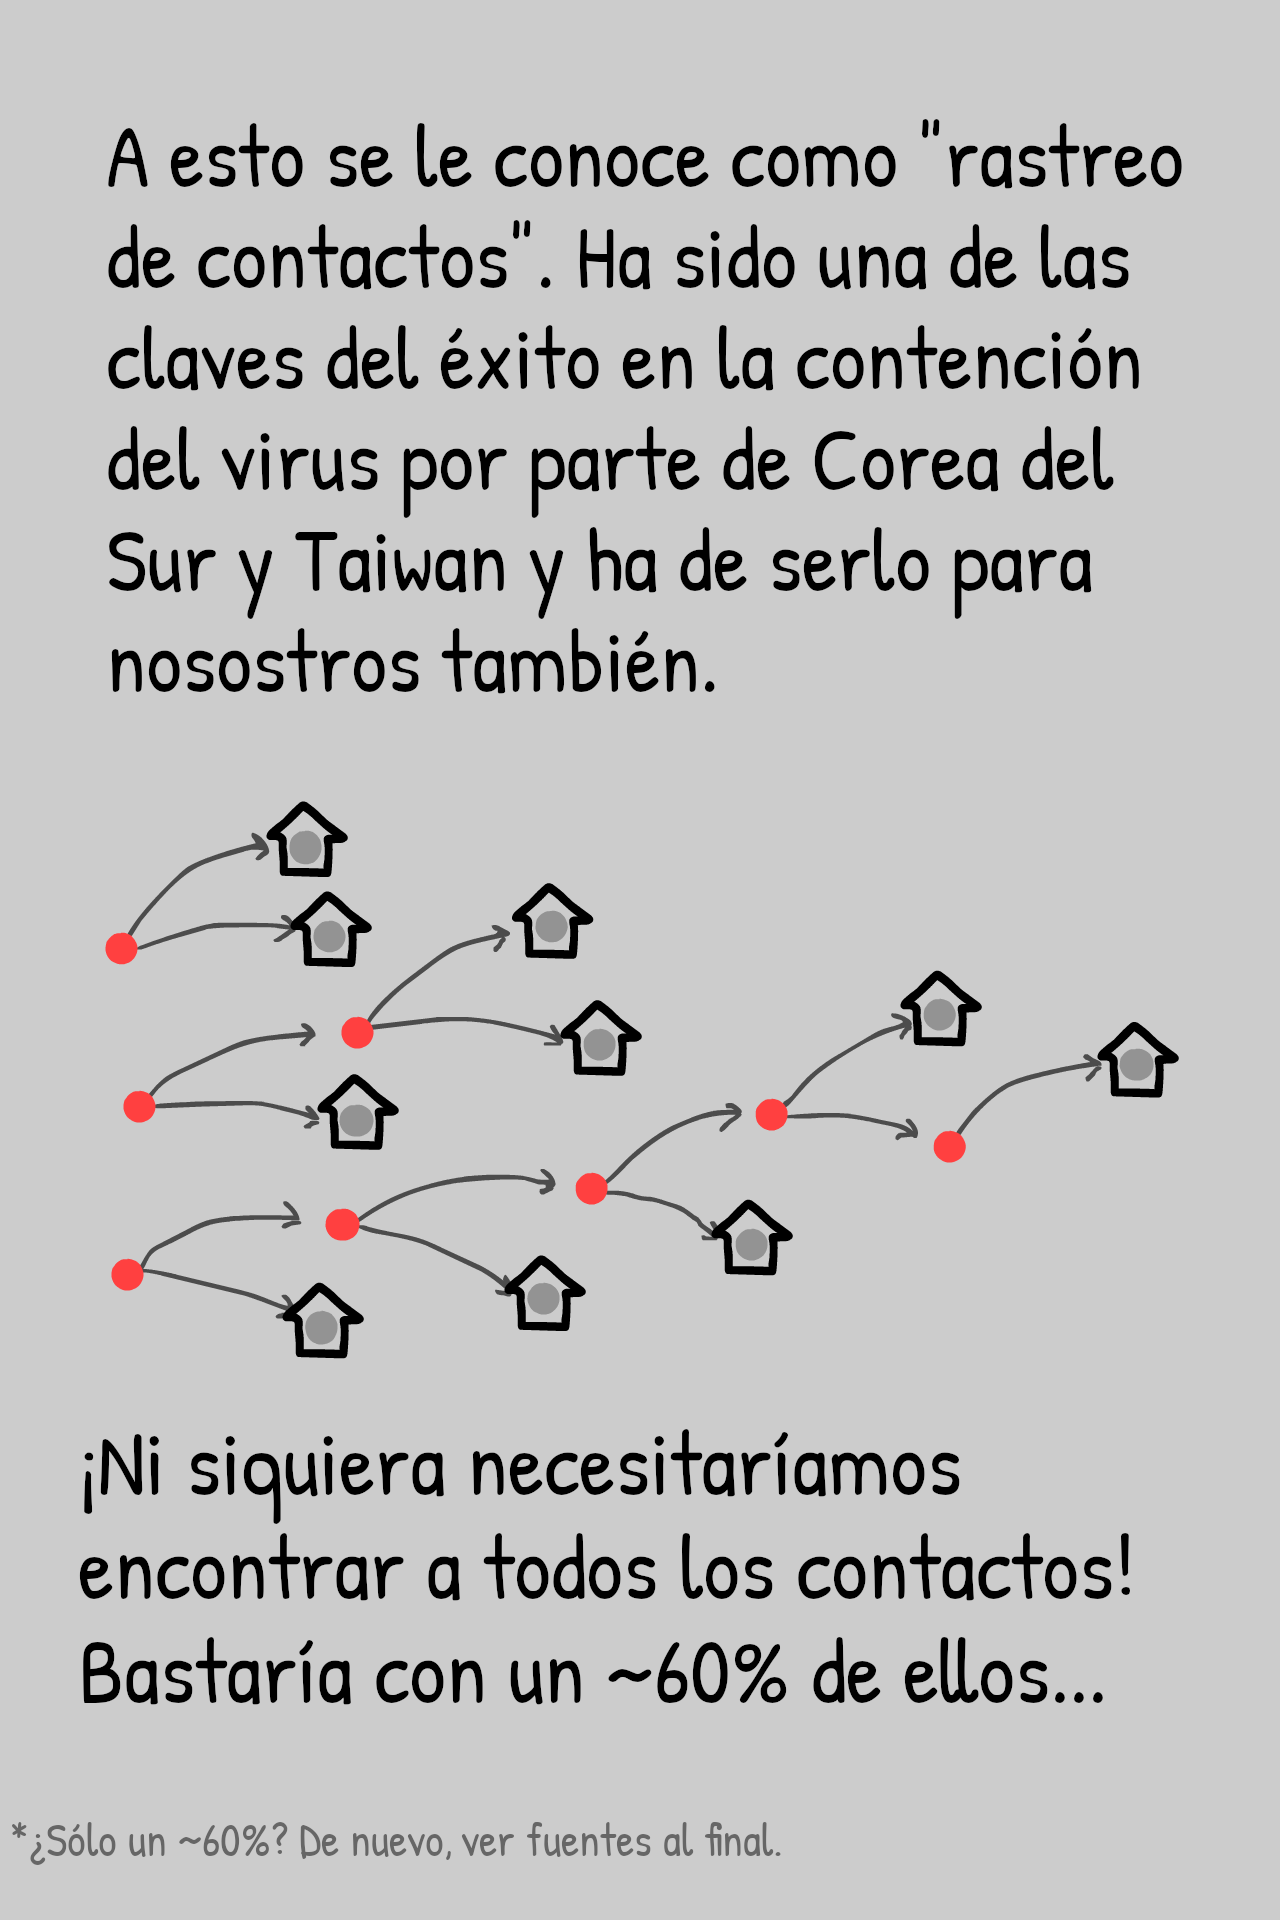 A esto se le conoce como "rastreo
de contactos". Ha sido una de las
claves del éxito en la contención
del virus por parte de Corea del
Sur y Taiwan y ha de serlo para
nosostros también.
¡Ni siquiera necesitaríamos
encontrar a todos los contactos!
Bastaría con un ~60% de ellos...
*¿Sólo un ~60%? De nuevo, ver fuentes al final.